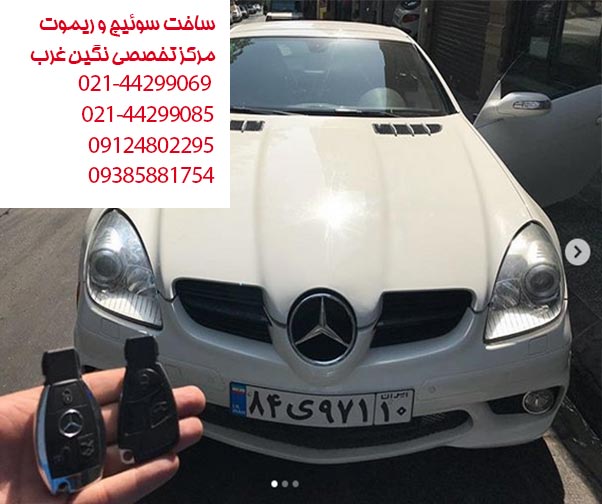 ساخت سوئیچ و ریموت
مرکز تخصصی نگین غرب
021-44299069
021-44299085
09124802295
09385881754
۸۴ ی ۹۷۱ ۱۰
ایران